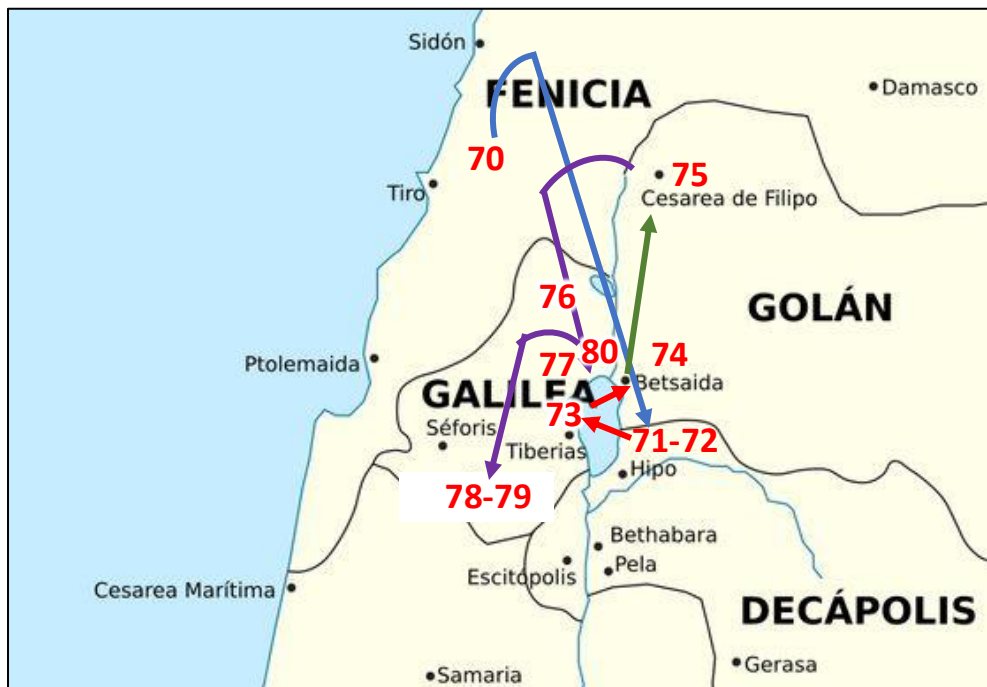 Sidón
FENICIA
Damasco
70
75
Tiro
Cesarea de Filipo
76
GOLÁN
80
74
Ptolemaida
77
Betsaida
GALILEA
73
Séforis
71-72
Tiberias
Hipo
78-79
Bethabara
Escitópolis
Pela
Cesarea Marítima
DECÁPOLIS
Gerasa
Samaria